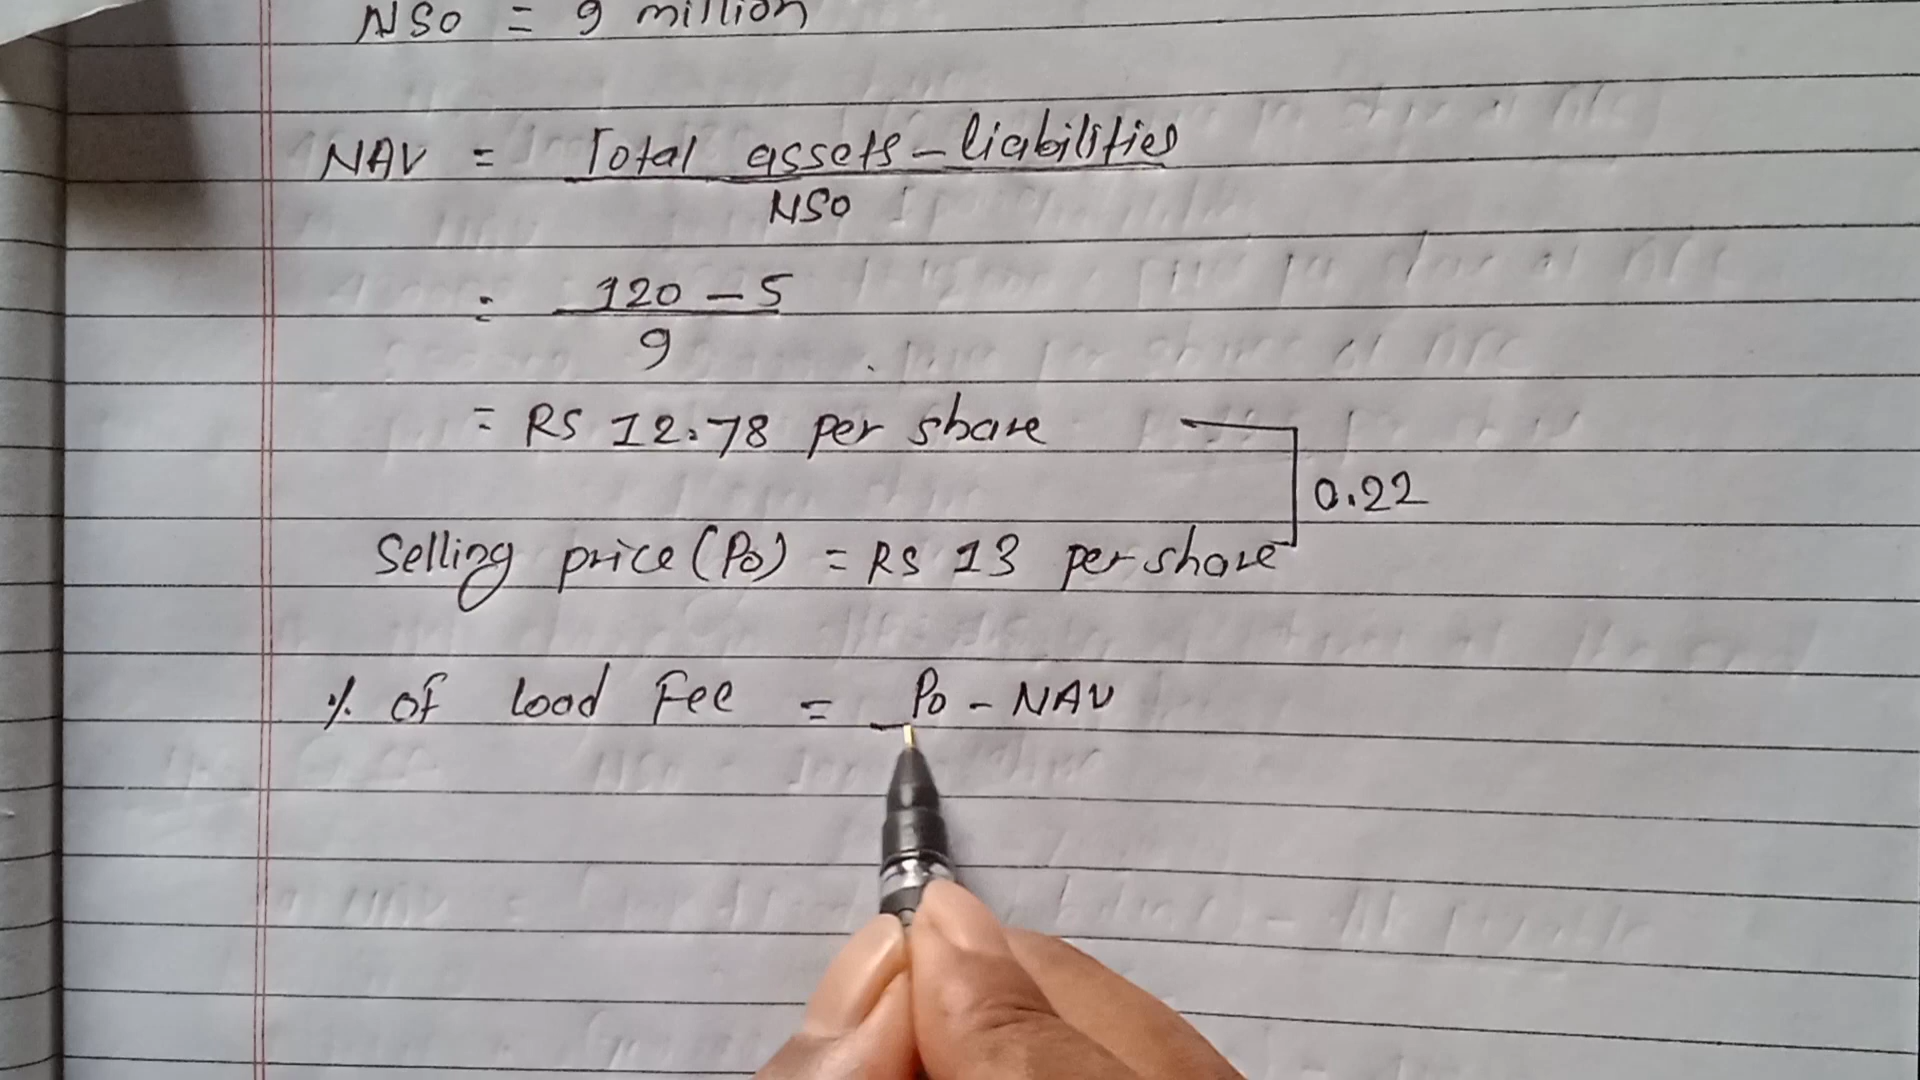 NSO = 9 million
NAV = Total assets - liabilities
NSO
= 120 - 5
9
= RS 12.78 per share
0.22
Selling price (P0) = RS 13 per share
% of Load Fee = P0 - NAV